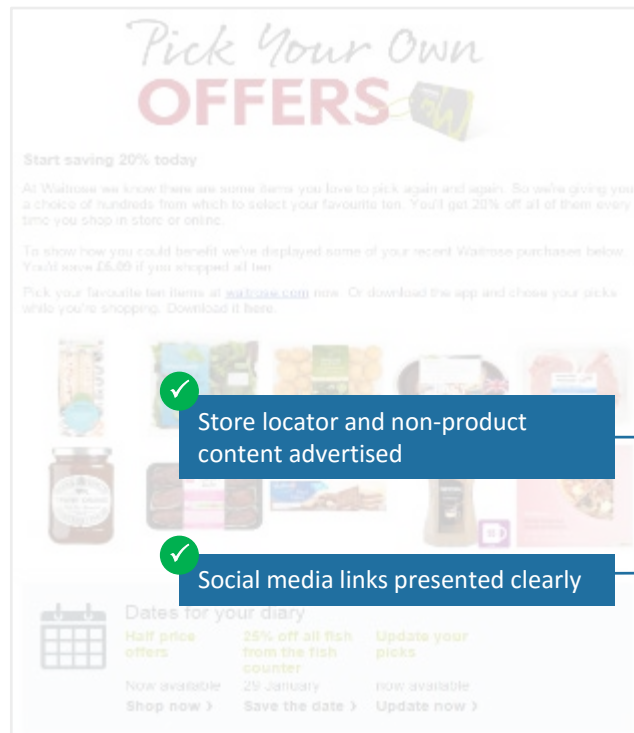 Pick Your Own
OFFERS
Start saving 20% today
At Waitrose we know there are some items you love to pick again and again. So we're giving you
a choice of hundreds from which to select your favourite ten. You'll get 20% off all of them every
time you shop in store or online.
To show how you could benefit we've displayed some of your recent Waitrose purchases below.
You'd save £6.09 if you shopped all ten.
Pick your favourite ten items at waitrose.com now. Or download the app and chose your picks
while you're shopping. Download it here.
Store locator and non-product
content advertised
Social media links presented clearly
Dates for your diary
Half price
offers
Now available
Shop now >
25% off all fish
from the fish
counter
29 January
Save the date >
Update your
picks
now available
Update now >